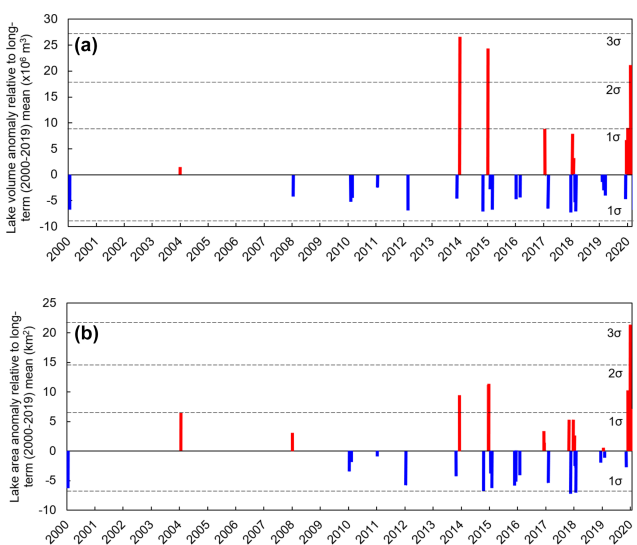 Lake volume anomaly relative to long-
term (2000-2019) mean (x10⁶ m³)
30
25
20
15
10
5
0
-5
-10
(a)
3σ
2σ
1σ
1σ
2000 2001 2002 2003 2004 2005 2006 2007 2008 2009 2010 2011 2012 2013 2014 2015 2016 2017 2018 2019 2020
Lake area anomaly relative to long-
term (2000-2019) mean (km²)
25
20
15
10
5
0
-5
-10
(b)
3σ
2σ
1σ
1σ
2000 2001 2002 2003 2004 2005 2006 2007 2008 2009 2010 2011 2012 2013 2014 2015 2016 2017 2018 2019 2020